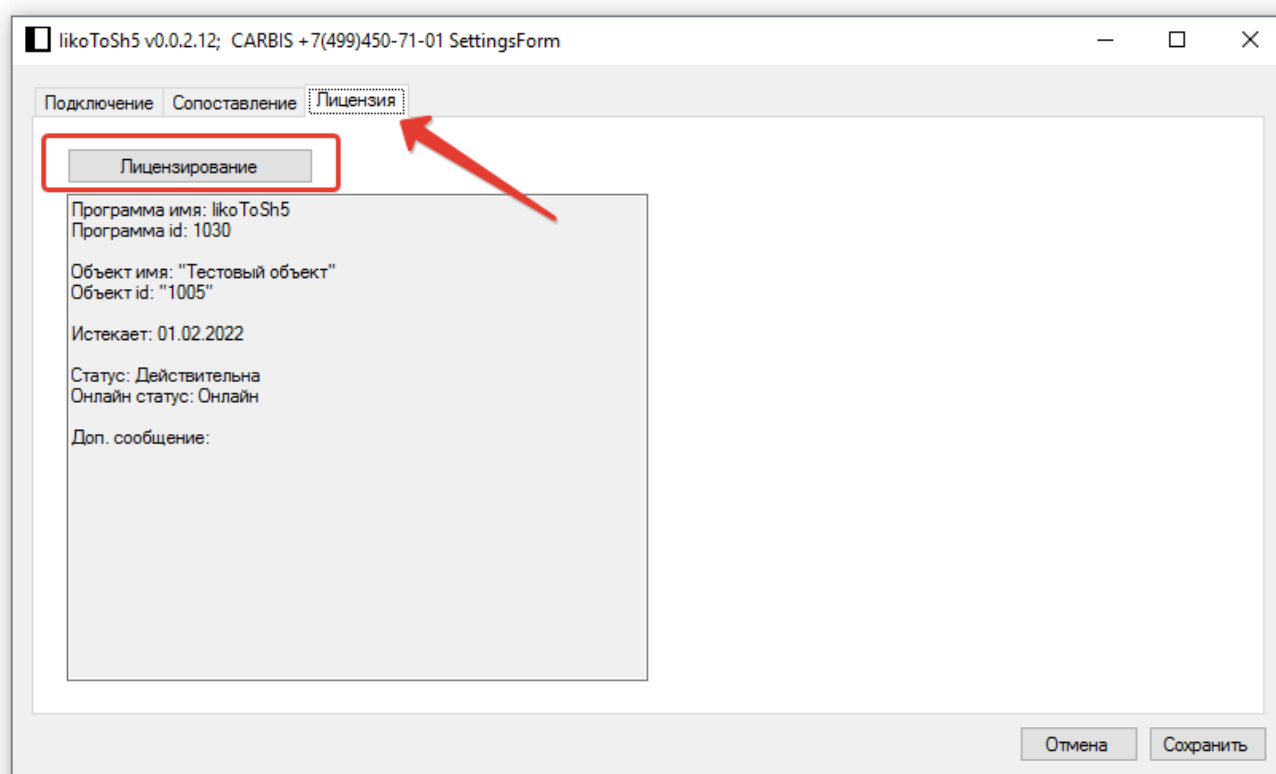 IikoToSh5 v0.0.2.12; CARBIS +7(499)450-71-01 SettingsForm
Подключение Сопоставление Лицензия
Лицензирование
Программа имя: IikoToSh5
Программа id: 1030
Объект имя: "Тестовый объект"
Объект id: "1005"
Истекает: 01.02.2022
Статус: Действительна
Онлайн статус: Онлайн
Доп. сообщение:
Отмена Сохранить